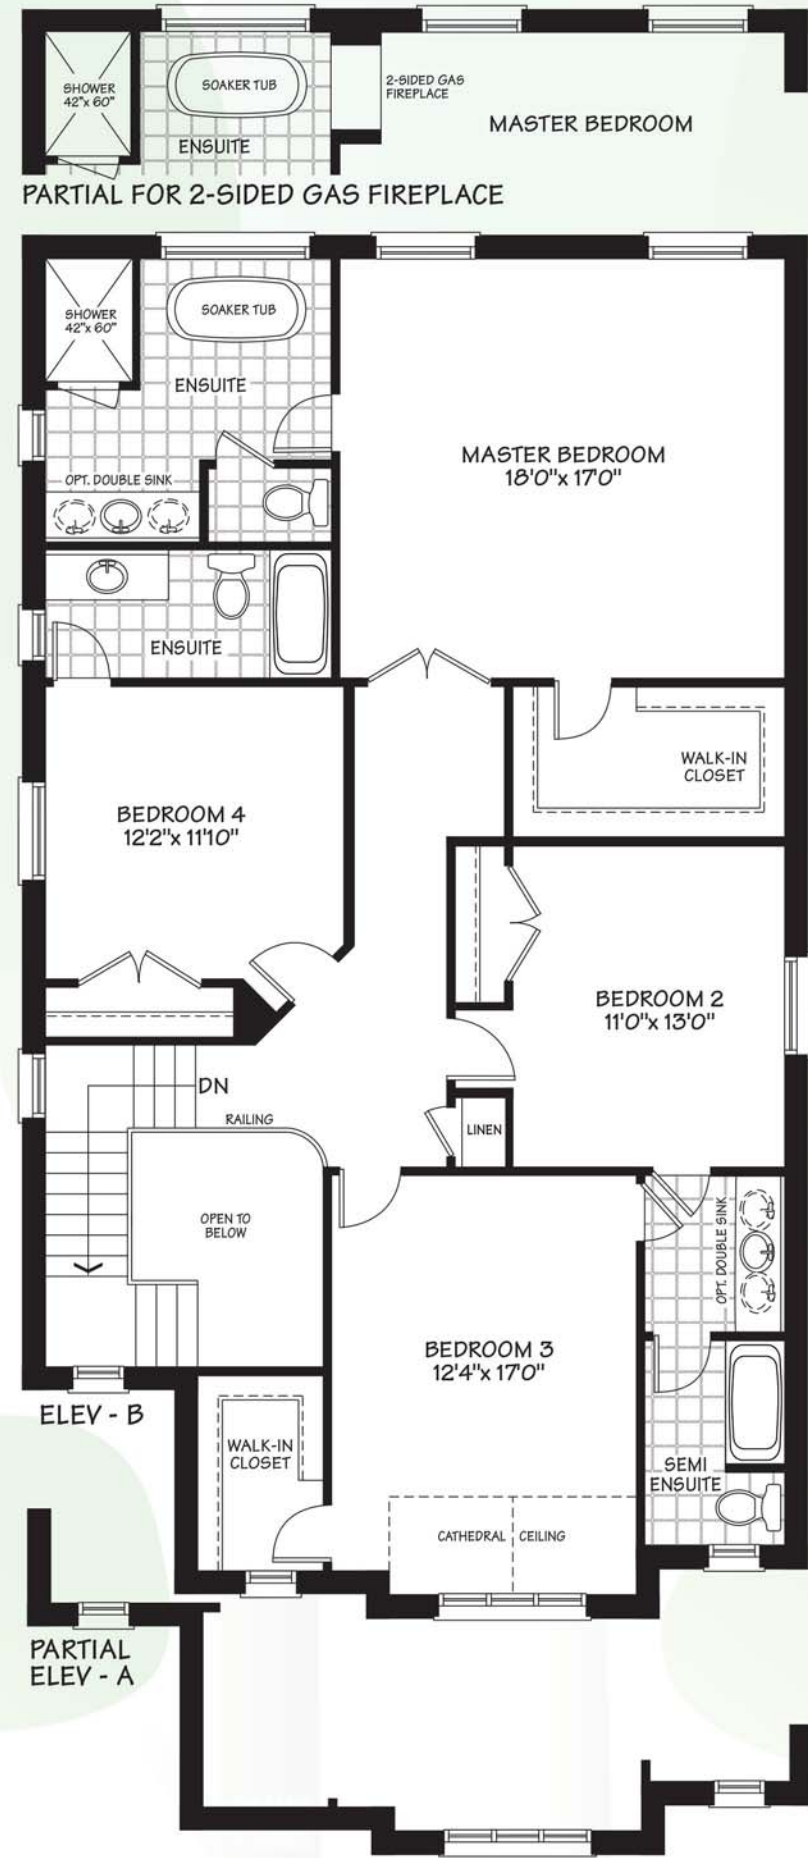 SHOWER
42"x 60"
SOAKER TUB
ENSUITE
2-SIDED GAS
FIREPLACE
MASTER BEDROOM
PARTIAL FOR 2-SIDED GAS FIREPLACE
SHOWER
42"x 60"
SOAKER TUB
ENSUITE
MASTER BEDROOM
18'0"x 17'0"
OPT. DOUBLE SINK
ENSUITE
WALK-IN
CLOSET
BEDROOM 4
12'2"x 11'10"
BEDROOM 2
11'0"x 13'0"
DN
RAILING
LINEN
OPEN TO
BELOW
OPT. DOUBLE SINK
BEDROOM 3
12'4"x 17'0"
ELEV - B
WALK-IN
CLOSET
SEMI
ENSUITE
CATHEDRAL CEILING
PARTIAL
ELEV - A